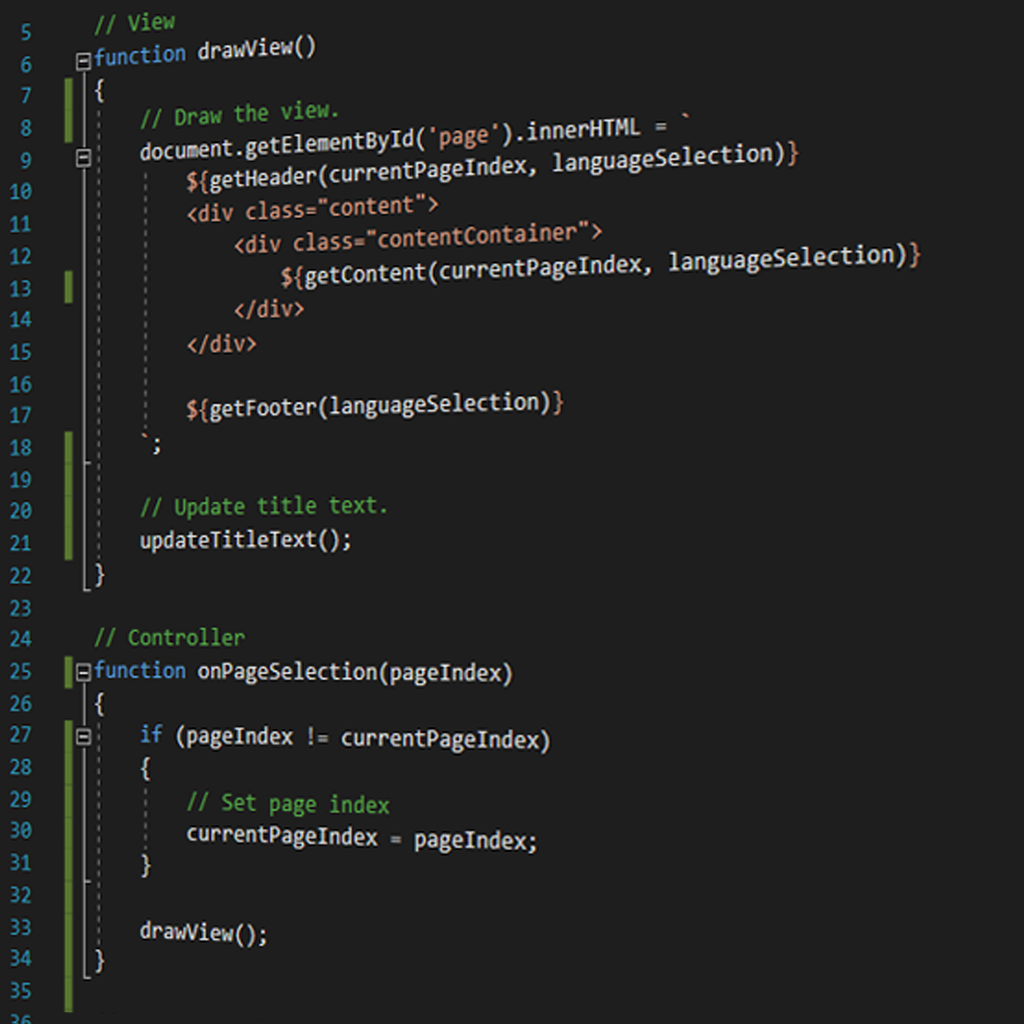 5 // View
6 function drawView()
7 {
8 // Draw the view.
9 document.getElementById('page').innerHTML = `
10 ${getHeader(currentPageIndex, languageSelection)}
11 <div class="content">
12 <div class="contentContainer">
13 ${getContent(currentPageIndex, languageSelection)}
14 </div>
15 </div>
16
17 ${getFooter(languageSelection)}
18 `;
19
20 // Update title text.
21 updateTitleText();
22 }
23
24 // Controller
25 function onPageSelection(pageIndex)
26 {
27 if (pageIndex != currentPageIndex)
28 {
29 // Set page index
30 currentPageIndex = pageIndex;
31 }
32
33 drawView();
34 }
35
36